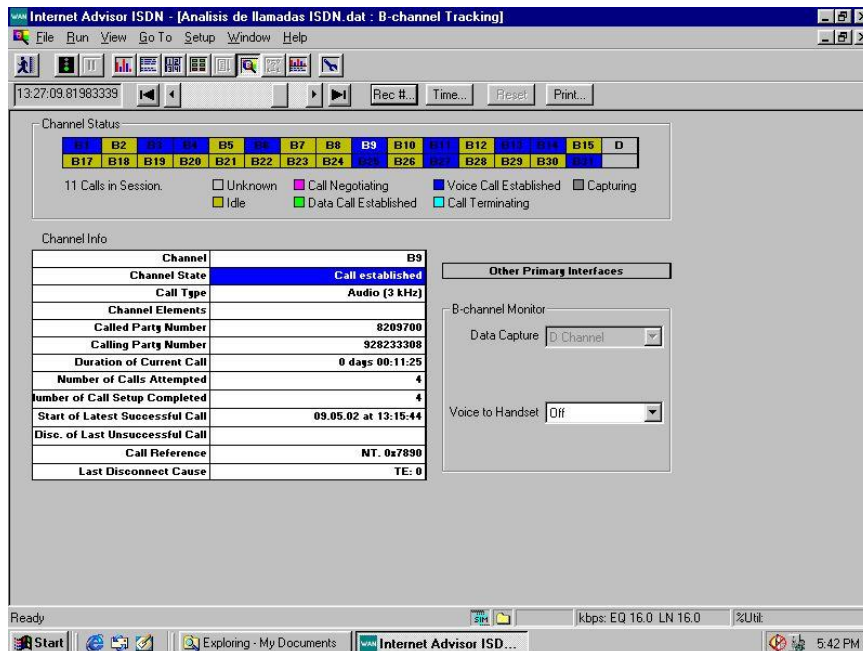 WAN Internet Advisor ISDN - [Analisis de llamadas ISDN.dat : B-channel Tracking]
File Run View Go To Setup Window Help
13:27:09.81983339 Rec #... Time... Reset Print...
Channel Status
B1 B2 B3 B4 B5 B6 B7 B8 B9 B10 B11 B12 B13 B14 B15 D
B17 B18 B19 B20 B21 B22 B23 B24 B25 B26 B27 B28 B29 B30 B31
11 Calls in Session. Unknown Call Negotiating Voice Call Established Capturing
Idle Data Call Established Call Terminating
Channel Info
Channel B9
Channel State Call established
Call Type Audio (3 kHz)
Channel Elements
Called Party Number 8209700
Calling Party Number 928233308
Duration of Current Call 0 days 00:11:25
Number of Calls Attempted 4
lumber of Call Setup Completed 4
Start of Latest Successful Call 09.05.02 at 13:15:44
Disc. of Last Unsuccessful Call
Call Reference NT. 0x7890
Last Disconnect Cause TE: 0
Other Primary Interfaces
B-channel Monitor
Data Capture D Channel
Voice to Handset Off
Ready SIM kbps: EQ 16.0 LN 16.0 %Util:
Start Exploring - My Documents WAN Internet Advisor ISD... 5:42 PM